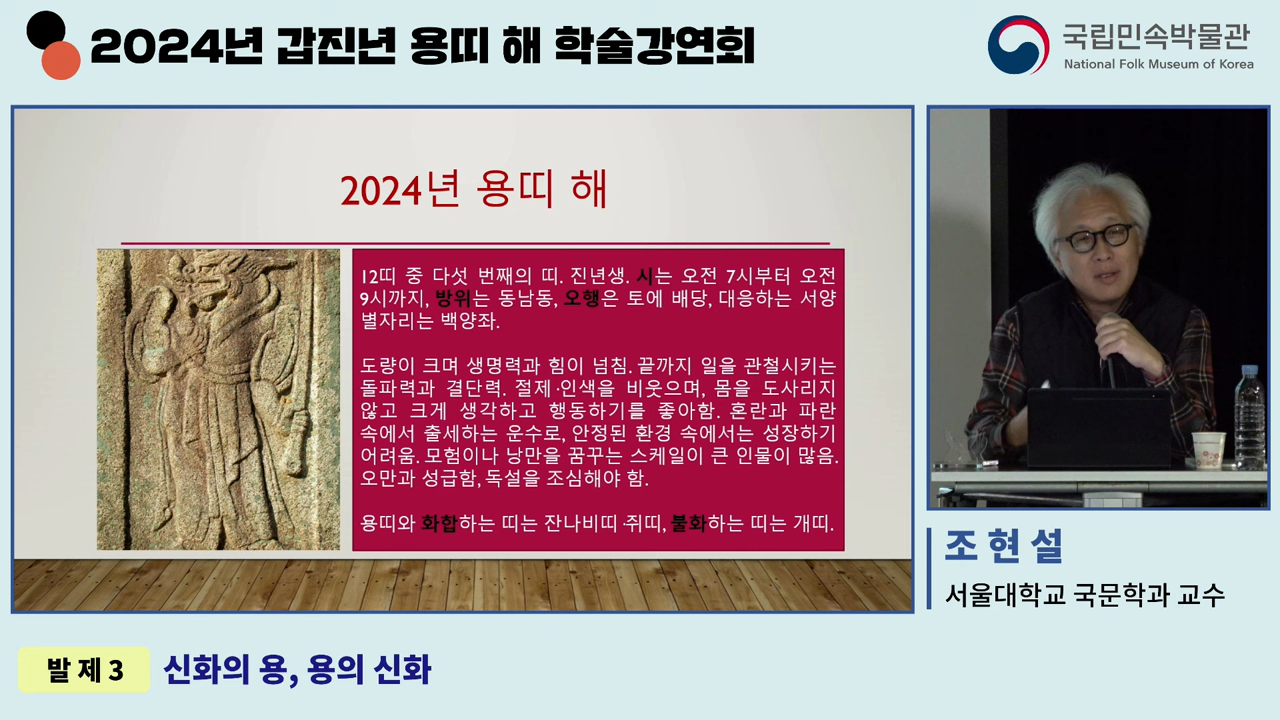 2024년 갑진년 용띠 해 학술강연회
국립민속박물관
National Folk Museum of Korea
2024년 용띠 해
12띠 중 다섯 번째의 띠. 진년생. 시는 오전 7시부터 오전
9시까지, 방위는 동남동, 오행은 토에 배당, 대응하는 서양
별자리는 백양좌.
도량이 크며 생명력과 힘이 넘침. 끝까지 일을 관철시키는
돌파력과 결단력. 절제·인색을 비웃으며, 몸을 도사리지
않고 크게 생각하고 행동하기를 좋아함. 혼란과 파란
속에서 출세하는 운수로, 안정된 환경 속에서는 성장하기
어려움. 모험이나 낭만을 꿈꾸는 스케일이 큰 인물이 많음.
오만과 성급함, 독설을 조심해야 함.
용띠와 화합하는 띠는 잔나비띠·쥐띠, 불화하는 띠는 개띠.
조현설
서울대학교 국문학과 교수
발제3
신화의 용, 용의 신화